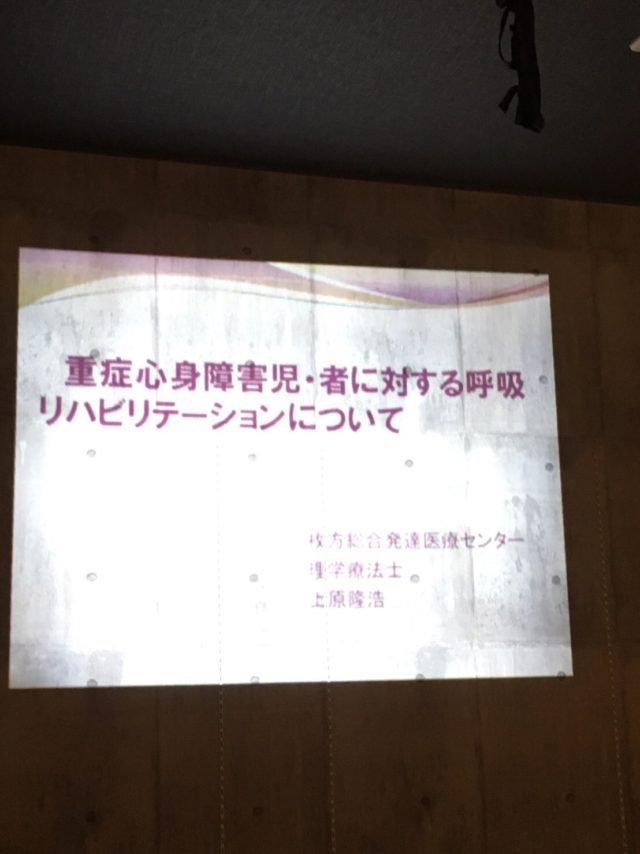 重症心身障害児・者に対する呼吸
リハビリテーションについて
枚方総合発達医療センター
理学療法士
上原隆浩